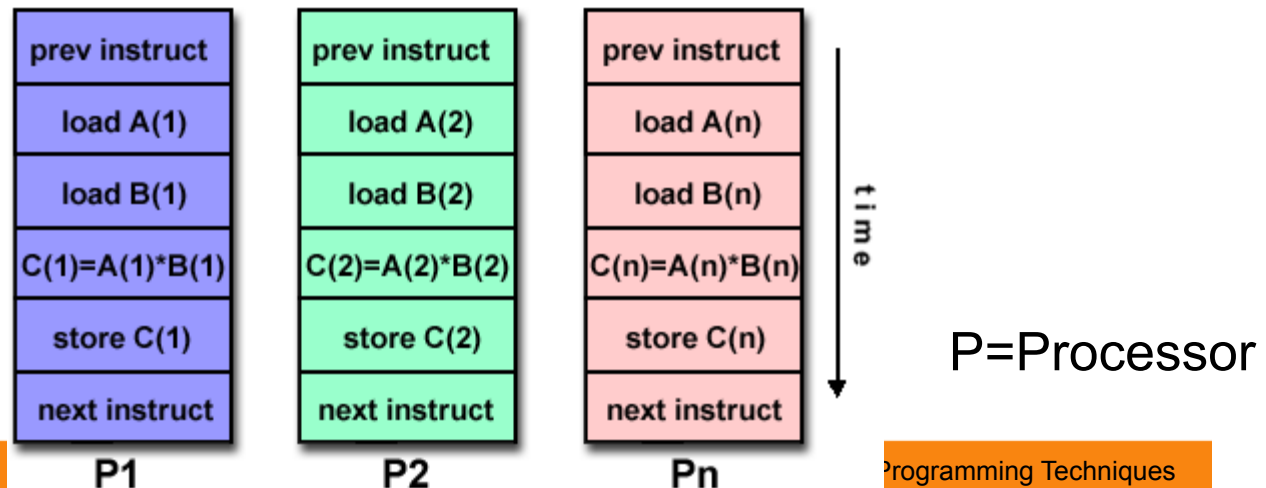 prev instruct
load A(1)
load B(1)
C(1)=A(1)*B(1)
store C(1)
next instruct
P1
prev instruct
load A(2)
load B(2)
C(2)=A(2)*B(2)
store C(2)
next instruct
P2
prev instruct
load A(n)
load B(n)
C(n)=A(n)*B(n)
store C(n)
next instruct
Pn
time
P=Processor
Programming Techniques